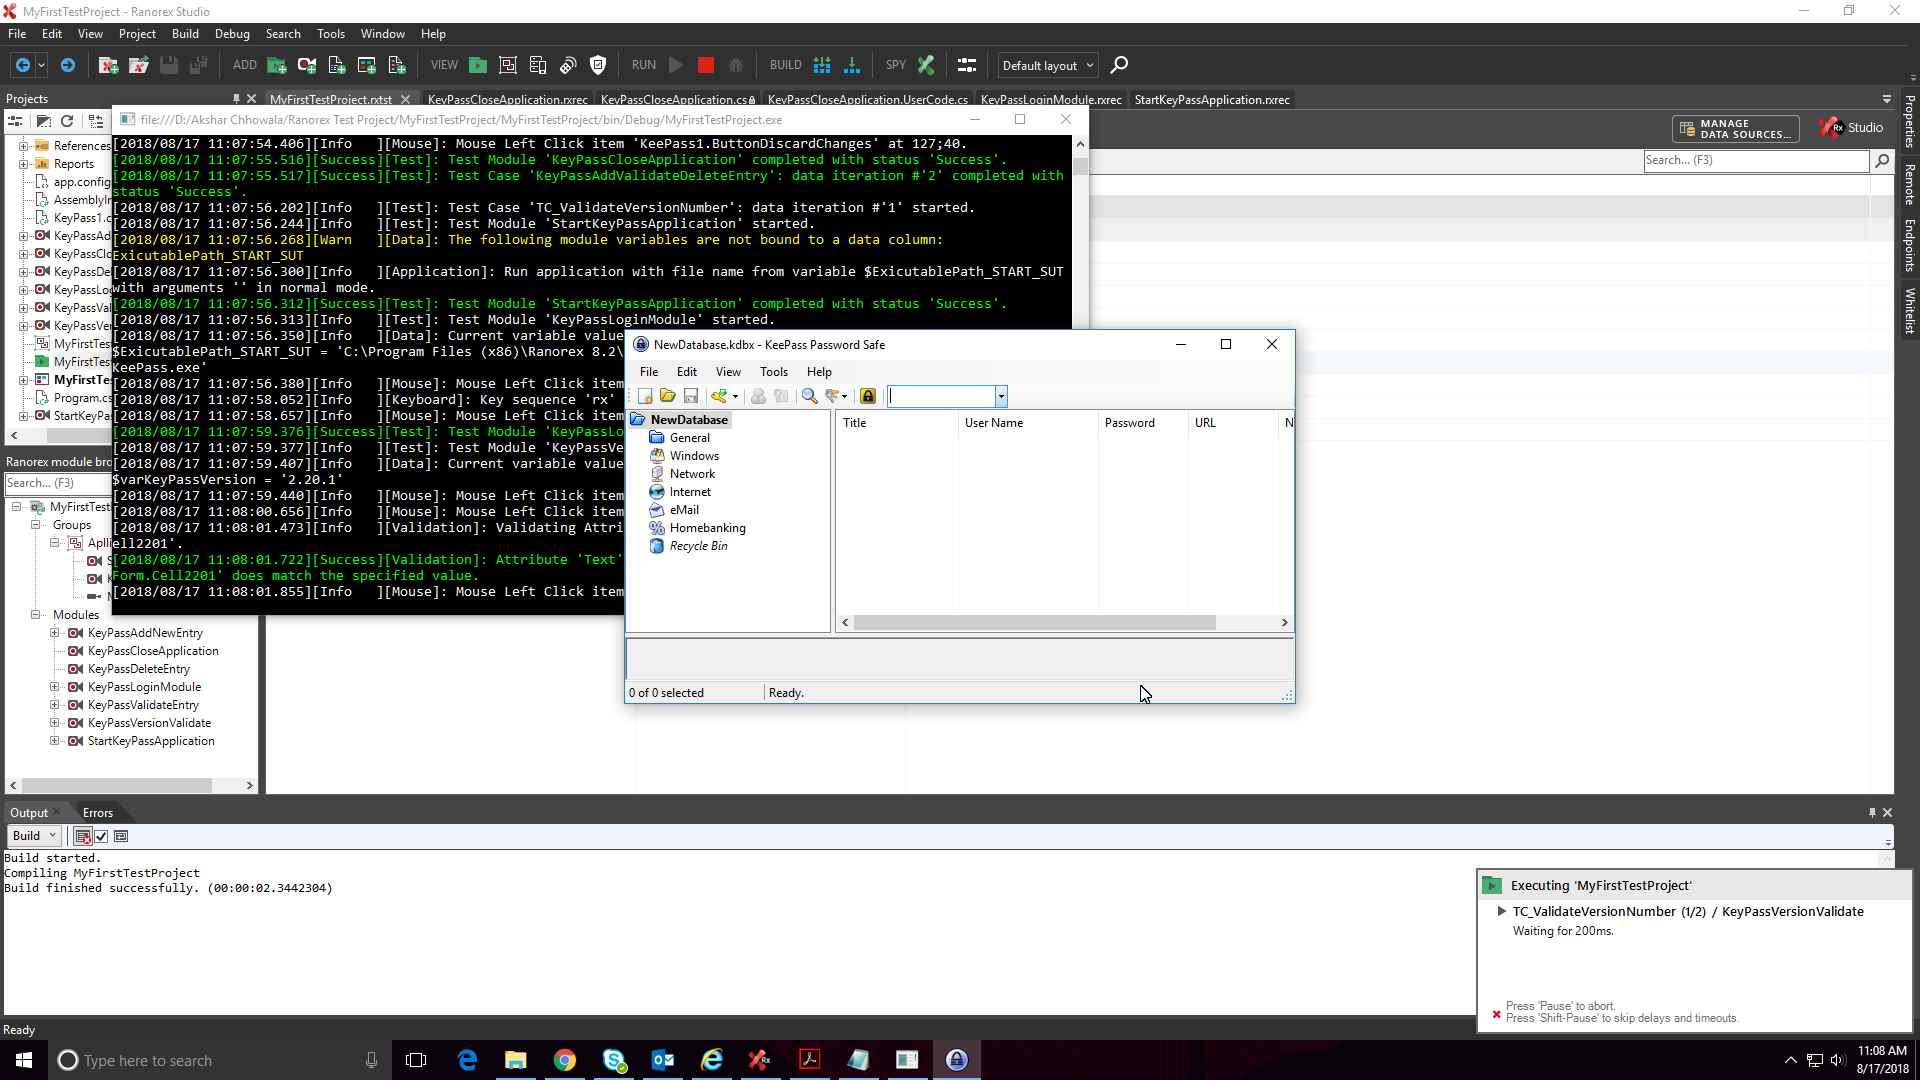 MyFirstTestProject - Ranorex Studio
File Edit View Project Build Debug Search Tools Window Help
ADD VIEW RUN BUILD SPY Default layout
Projects
MyFirstTestProject.rxtst KeyPassCloseApplication.rxrec KeyPassCloseApplication.cs KeyPassCloseApplication.UserCode.cs KeyPassLoginModule.rxrec StartKeyPassApplication.rxrec
file:///D:/Akshar Chhowala/Ranorex Test Project/MyFirstTestProject/MyFirstTestProject/bin/Debug/MyFirstTestProject.exe
MANAGE
DATA SOURCES...
Studio
Search... (F3)
Properties
Remote
Endpoints
Whitelist
References
Reports
app.config
AssemblyIn
KeyPass1.c
KeyPassAd
KeyPassClo
KeyPassDe
KeyPassLo
KeyPassVal
KeyPassVer
MyFirstTes
MyFirstTes
MyFirstTes
Program.cs
StartKeyPas
[2018/08/17 11:07:54.406][Info   ][Mouse]: Mouse Left Click item 'KeePass1.ButtonDiscardChanges' at 127;40.
[2018/08/17 11:07:55.516][Success][Test]: Test Module 'KeyPassCloseApplication' completed with status 'Success'.
[2018/08/17 11:07:55.517][Success][Test]: Test Case 'KeyPassAddValidateDeleteEntry': data iteration #'2' completed with
status 'Success'.
[2018/08/17 11:07:56.202][Info   ][Test]: Test Case 'TC_ValidateVersionNumber': data iteration #'1' started.
[2018/08/17 11:07:56.244][Info   ][Test]: Test Module 'StartKeyPassApplication' started.
[2018/08/17 11:07:56.268][Warn   ][Data]: The following module variables are not bound to a data column:
ExicutablePath_START_SUT
[2018/08/17 11:07:56.300][Info   ][Application]: Run application with file name from variable $ExicutablePath_START_SUT
with arguments '' in normal mode.
[2018/08/17 11:07:56.312][Success][Test]: Test Module 'StartKeyPassApplication' completed with status 'Success'.
[2018/08/17 11:07:56.313][Info   ][Test]: Test Module 'KeyPassLoginModule' started.
[2018/08/17 11:07:56.350][Info   ][Data]: Current variable value
$ExicutablePath_START_SUT = 'C:\Program Files (x86)\Ranorex 8.2\
KeePass.exe'
[2018/08/17 11:07:56.380][Info   ][Mouse]: Mouse Left Click item
[2018/08/17 11:07:58.052][Info   ][Keyboard]: Key sequence 'rx'
[2018/08/17 11:07:58.657][Info   ][Mouse]: Mouse Left Click item
[2018/08/17 11:07:59.376][Success][Test]: Test Module 'KeyPassLo
[2018/08/17 11:07:59.377][Info   ][Test]: Test Module 'KeyPassVe
[2018/08/17 11:07:59.407][Info   ][Data]: Current variable value
$varKeyPassVersion = '2.20.1'
[2018/08/17 11:07:59.440][Info   ][Mouse]: Mouse Left Click item
[2018/08/17 11:08:00.656][Info   ][Mouse]: Mouse Left Click item
[2018/08/17 11:08:01.473][Info   ][Validation]: Validating Attri
ell2201'.
[2018/08/17 11:08:01.722][Success][Validation]: Attribute 'Text'
Form.Cell2201' does match the specified value.
[2018/08/17 11:08:01.855][Info   ][Mouse]: Mouse Left Click item
NewDatabase.kdbx - KeePass Password Safe
File Edit View Tools Help
NewDatabase
General
Windows
Network
Internet
eMail
Homebanking
Recycle Bin
Title User Name Password URL N
0 of 0 selected Ready.
Ranorex module bro
Search... (F3)
MyFirstTest
Groups
Aplli
Modules
KeyPassAddNewEntry
KeyPassCloseApplication
KeyPassDeleteEntry
KeyPassLoginModule
KeyPassValidateEntry
KeyPassVersionValidate
StartKeyPassApplication
Output Errors
Build
Build started.
Compiling MyFirstTestProject
Build finished successfully. (00:00:02.3442304)
Executing 'MyFirstTestProject'
TC_ValidateVersionNumber (1/2) / KeyPassVersionValidate
Waiting for 200ms.
Press 'Pause' to abort.
Press 'Shift-Pause' to skip delays and timeouts.
Ready
Type here to search
11:08 AM
8/17/2018